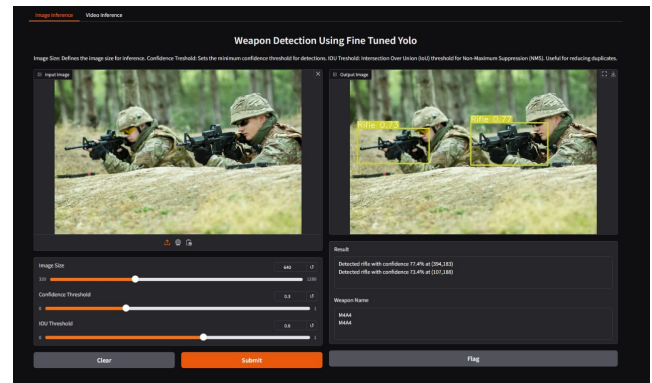 Image Inference
Video Inference
Weapon Detection Using Fine Tuned Yolo
Image Size: Defines the image size for inference. Confidence Treshold: Sets the minimum confidence threshold for detections. IOU Treshold: Intersection Over Union (IoU) threshold for Non-Maximum Suppression (NMS). Useful for reducing duplicates.
Input Image
Output Image
Rifle 0.73
Rifle 0.77
Image Size
640
320
1280
Confidence Threshold
0.3
0
1
IOU Threshold
0.6
0
1
Clear
Submit
Result
Detected rifle with confidence 77.4% at (394,183)
Detected rifle with confidence 73.4% at (107,188)
Weapon Name
M4A4
M4A4
Flag